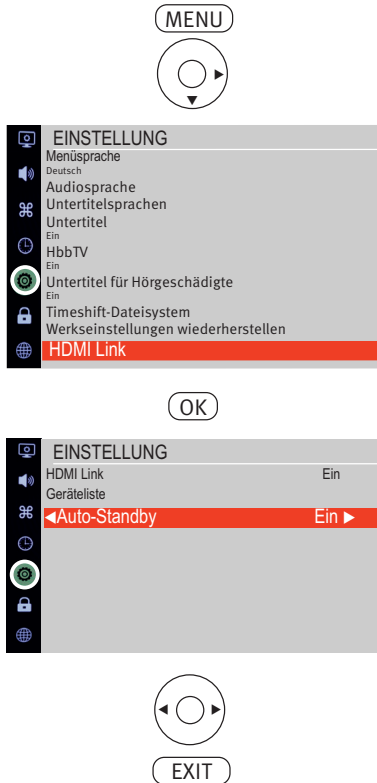 MENU
EINSTELLUNG
Menüsprache
Deutsch
Audiosprache
Untertitelsprachen
Untertitel
Ein
HbbTV
Ein
Untertitel für Hörgeschädigte
Ein
Timeshift-Dateisystem
Werkseinstellungen wiederherstellen
HDMI Link
OK
EINSTELLUNG
HDMI Link Ein
Geräteliste
◀Auto-Standby Ein ▶
EXIT